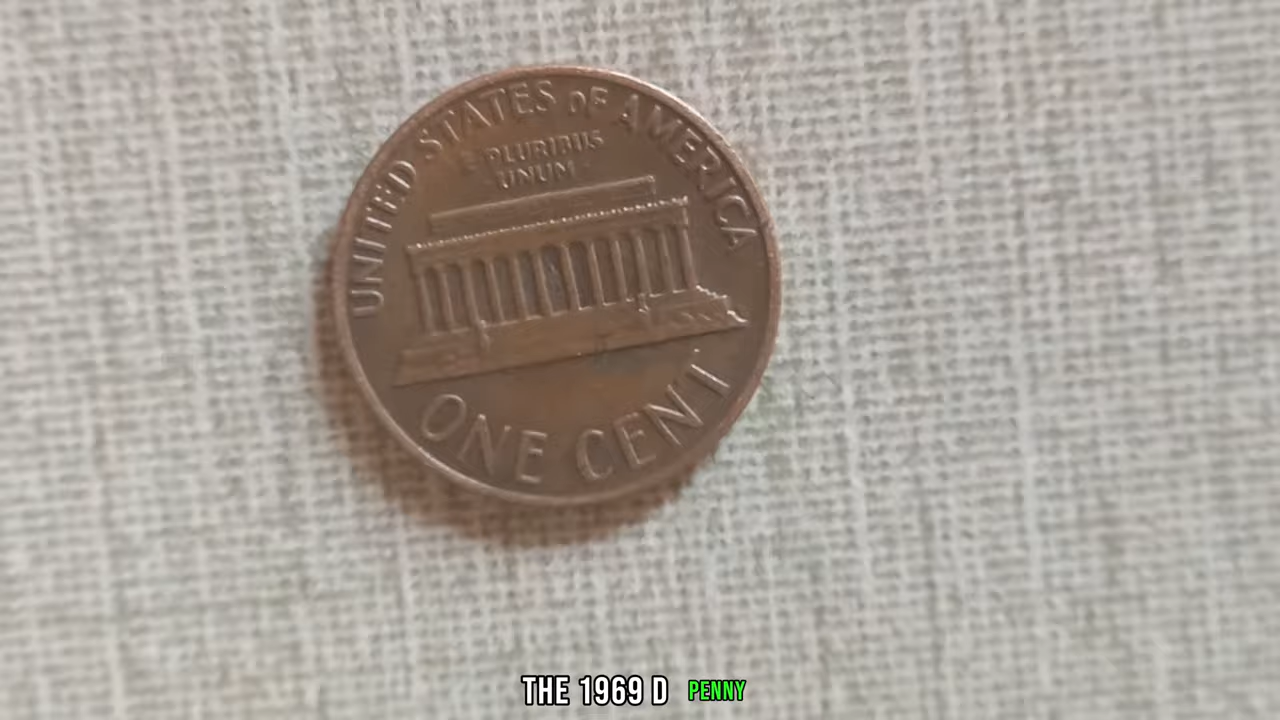 UNITED STATES OF AMERICA
E PLURIBUS
UNUM
ONE CENT
THE 1969 D PENNY